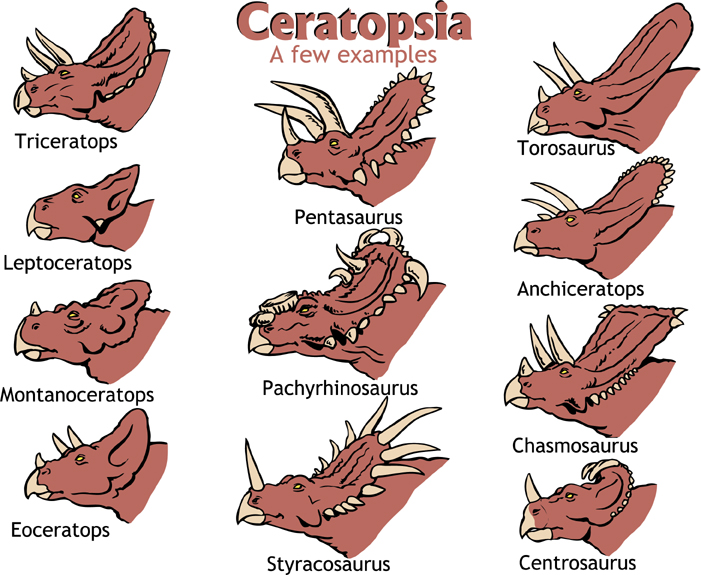 Ceratopsia
A few examples
Triceratops
Leptoceratops
Montanoceratops
Eoceratops
Pentasaurus
Pachyrhinosaurus
Styracosaurus
Torosaurus
Anchiceratops
Chasmosaurus
Centrosaurus